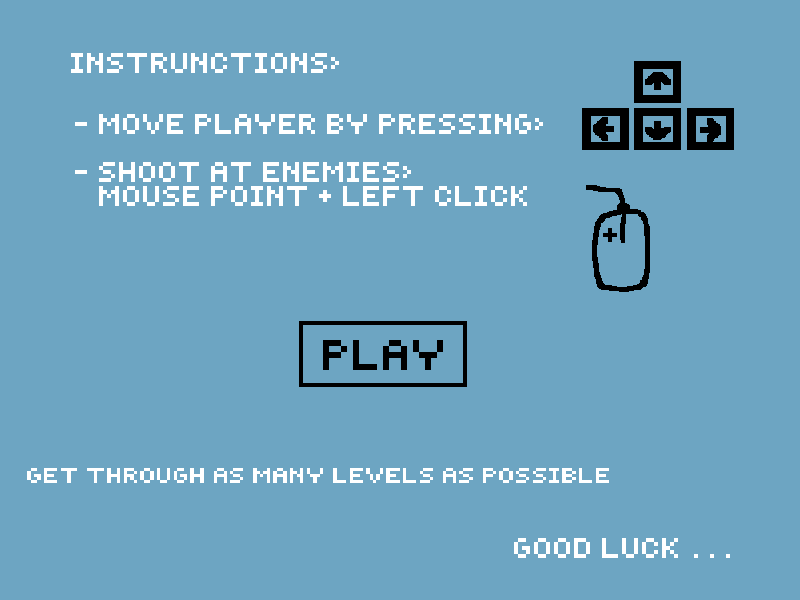 INSTRUNCTIONS>
- MOVE PLAYER BY PRESSING>
- SHOOT AT ENEMIES>
MOUSE POINT + LEFT CLICK
PLAY
GET THROUGH AS MANY LEVELS AS POSSIBLE
GOOD LUCK ...